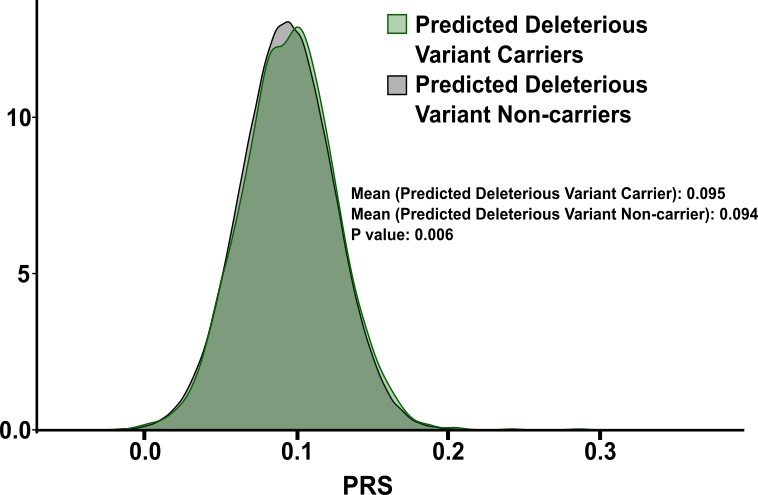 Predicted Deleterious
Variant Carriers
Predicted Deleterious
Variant Non-carriers
10
Mean (Predicted Deleterious Variant Carrier): 0.095
Mean (Predicted Deleterious Variant Non-carrier): 0.094
P value: 0.006
5
0.0
0.0 0.1 0.2 0.3
PRS